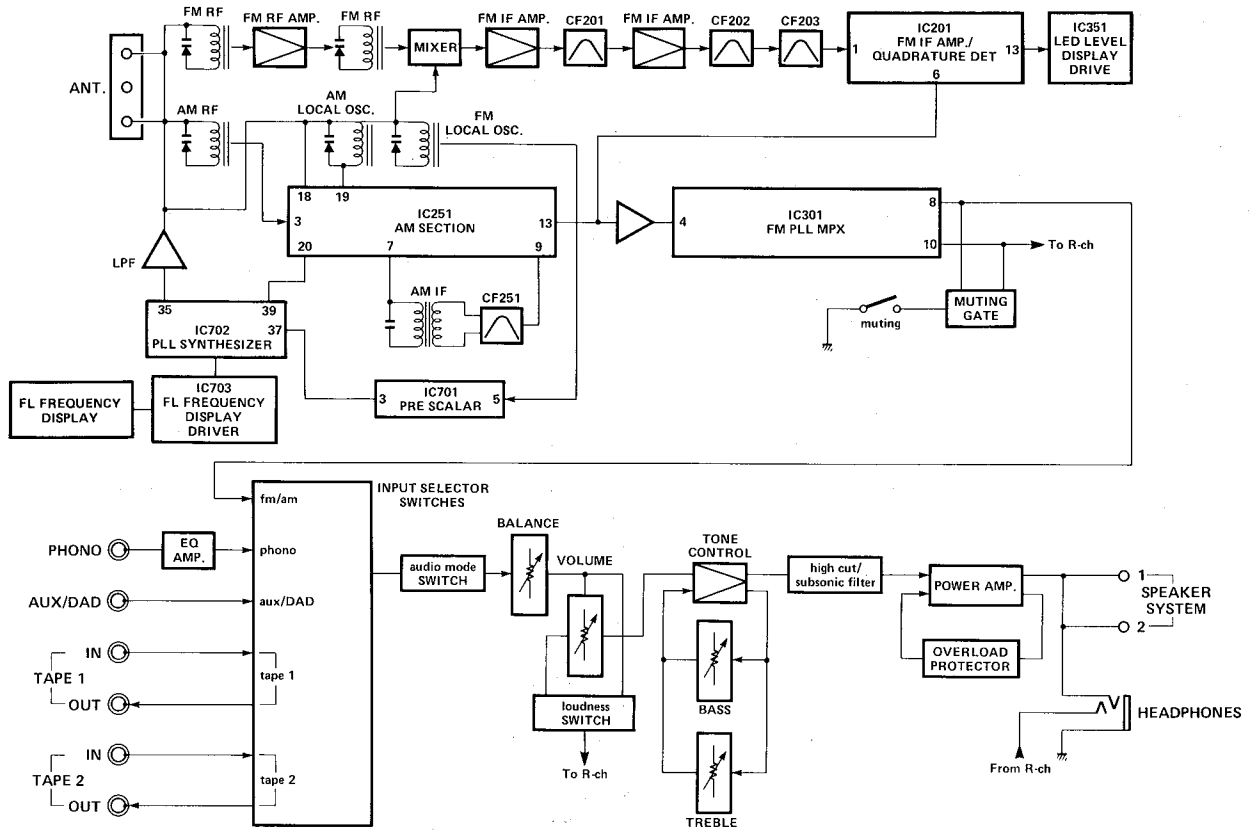 FM RF
FM RF AMP.
FM RF
MIXER
FM IF AMP.
CF201
FM IF AMP.
CF202
CF203
1
IC201
FM IF AMP./
QUADRATURE DET
13
6
IC351
LED LEVEL
DISPLAY
DRIVE
ANT.
AM RF
AM
LOCAL OSC.
FM
LOCAL OSC.
18
19
3
IC251
AM SECTION
13
20
7
9
4
IC301
FM PLL MPX
8
10
To R-ch
MUTING
GATE
muting
LPF
AM IF
CF251
35
39
IC702
37
PLL SYNTHESIZER
3
IC701
PRE SCALAR
5
FL FREQUENCY
DISPLAY
IC703
FL FREQUENCY
DISPLAY
DRIVER
INPUT SELECTOR
SWITCHES
fm/am
PHONO
EQ
AMP.
phono
AUX/DAD
aux/DAD
IN
TAPE 1
OUT
tape 1
IN
TAPE 2
OUT
tape 2
audio mode
SWITCH
BALANCE
VOLUME
loudness
SWITCH
To R-ch
TONE
CONTROL
BASS
TREBLE
high cut/
subsonic filter
POWER AMP.
OVERLOAD
PROTECTOR
1
SPEAKER
SYSTEM
2
HEADPHONES
From R-ch